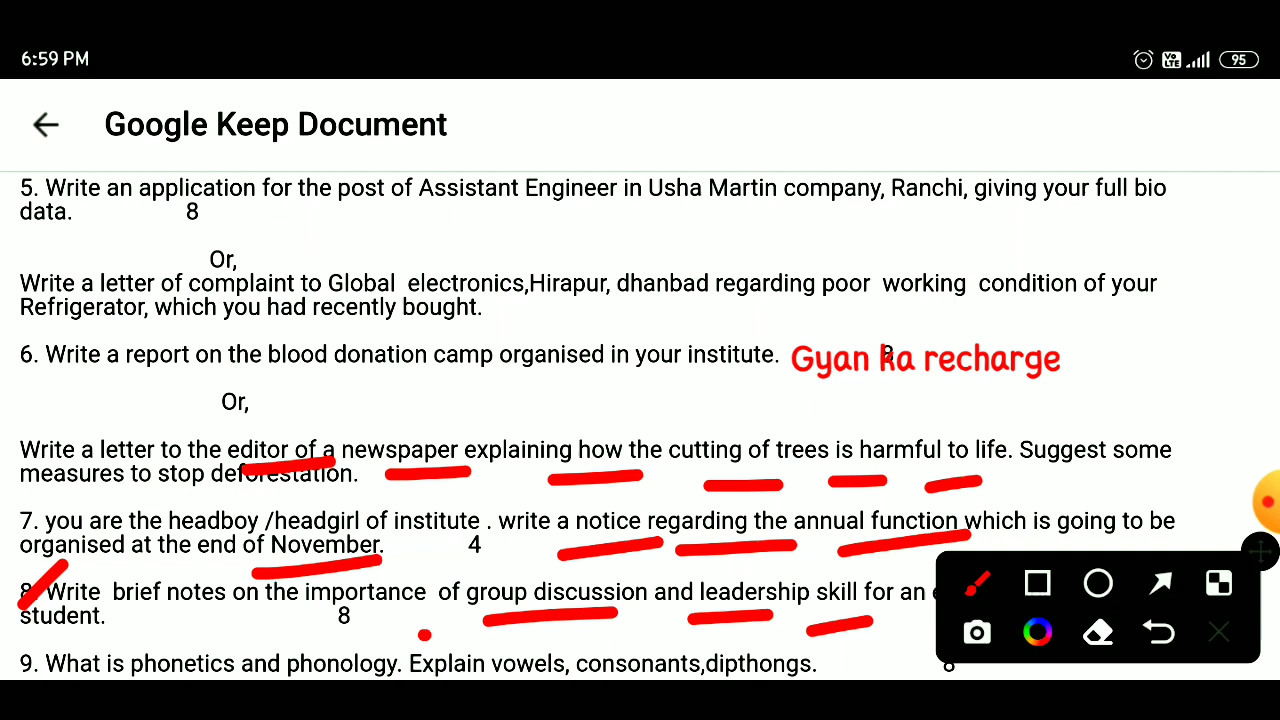 6:59 PM
Vo LTE 95
Google Keep Document
5. Write an application for the post of Assistant Engineer in Usha Martin company, Ranchi, giving your full bio
data. 8
Or,
Write a letter of complaint to Global electronics,Hirapur, dhanbad regarding poor working condition of your
Refrigerator, which you had recently bought.
6. Write a report on the blood donation camp organised in your institute. 8
Gyan ka recharge
Or,
Write a letter to the editor of a newspaper explaining how the cutting of trees is harmful to life. Suggest some
measures to stop deforestation.
7. you are the headboy /headgirl of institute . write a notice regarding the annual function which is going to be
organised at the end of November. 4
8. Write brief notes on the importance of group discussion and leadership skill for an
student. 8
9. What is phonetics and phonology. Explain vowels, consonants,dipthongs. 8